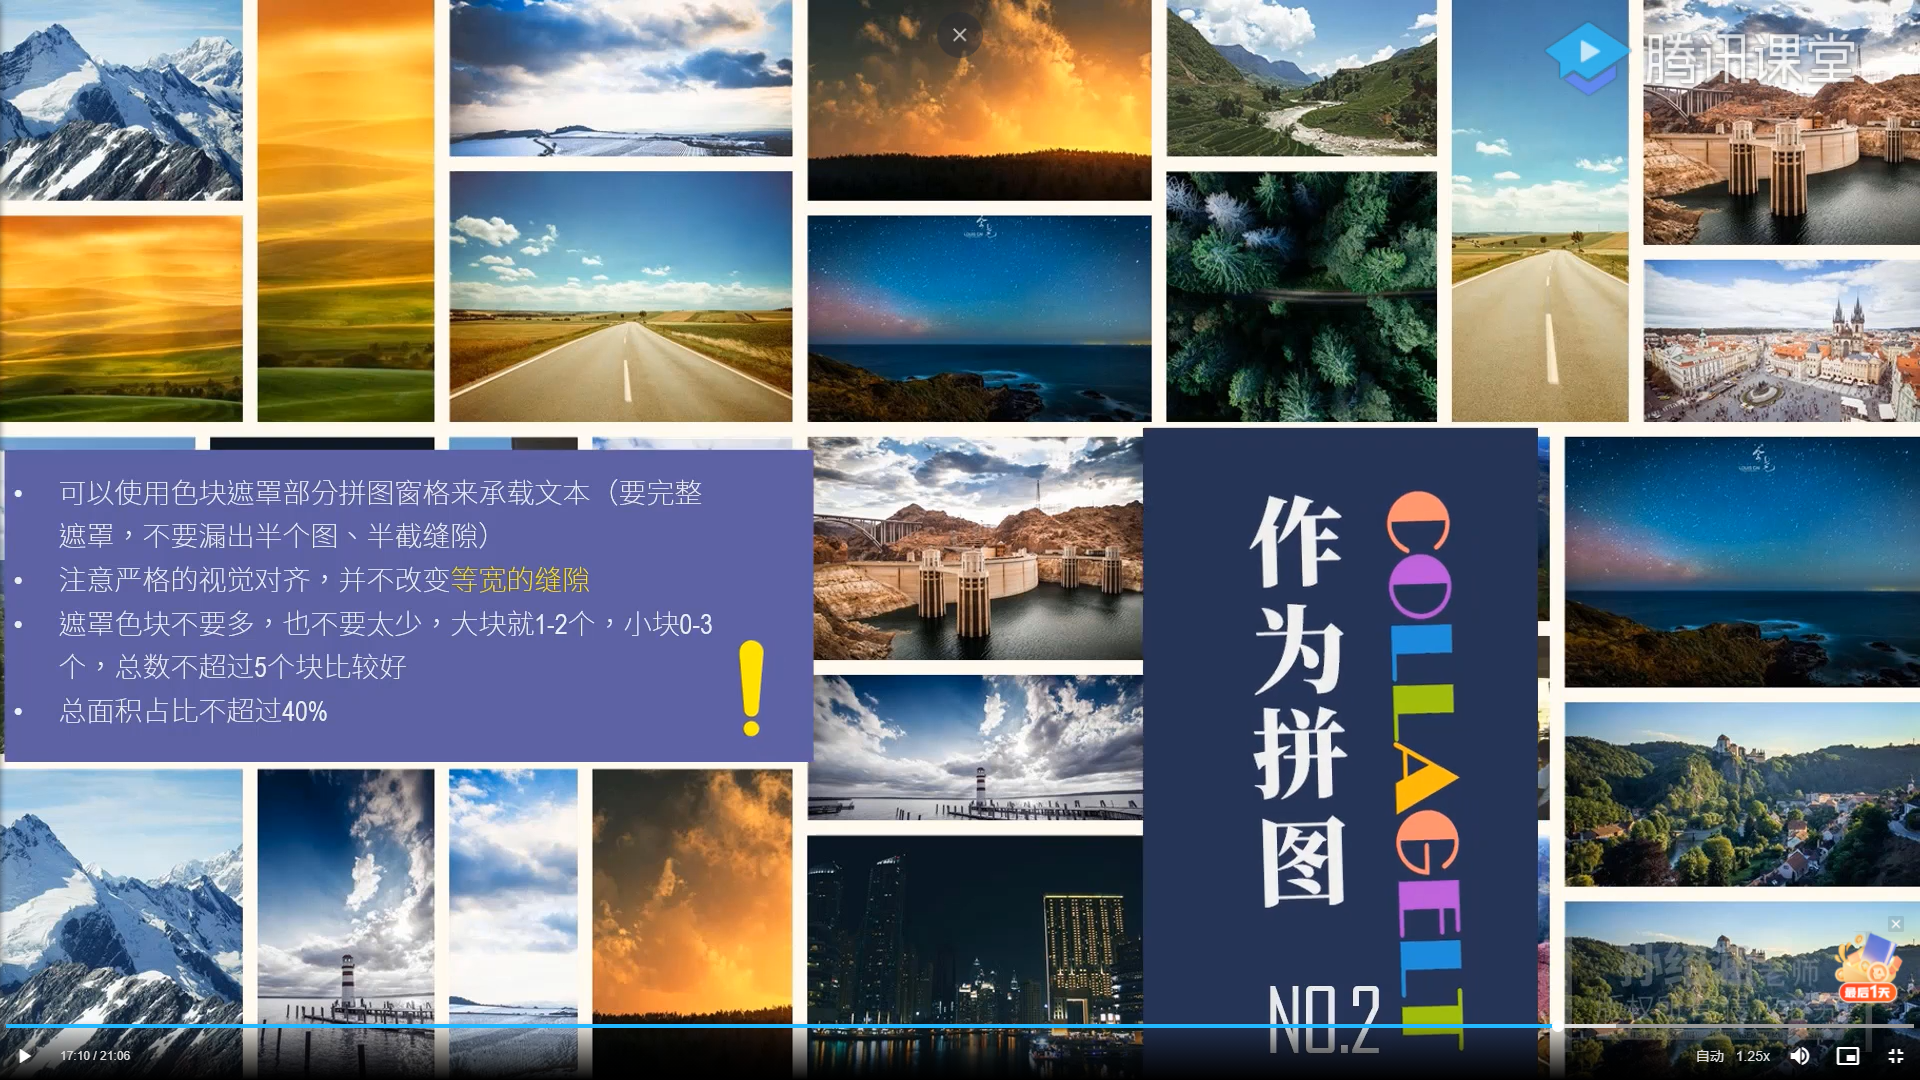 腾讯课堂
• 可以使用色块遮罩部分拼图窗格来承载文本（要完整
遮罩，不要漏出半个图、半截缝隙）
• 注意严格的视觉对齐，并不改变等宽的缝隙
• 遮罩色块不要多，也不要太少，大块就1-2个，小块0-3
个，总数不超过5个块比较好
• 总面积占比不超过40%
!
作为拼图
COLLAGEIT
NO.2
最后1天
17:10 / 21:06
自动 1.25x